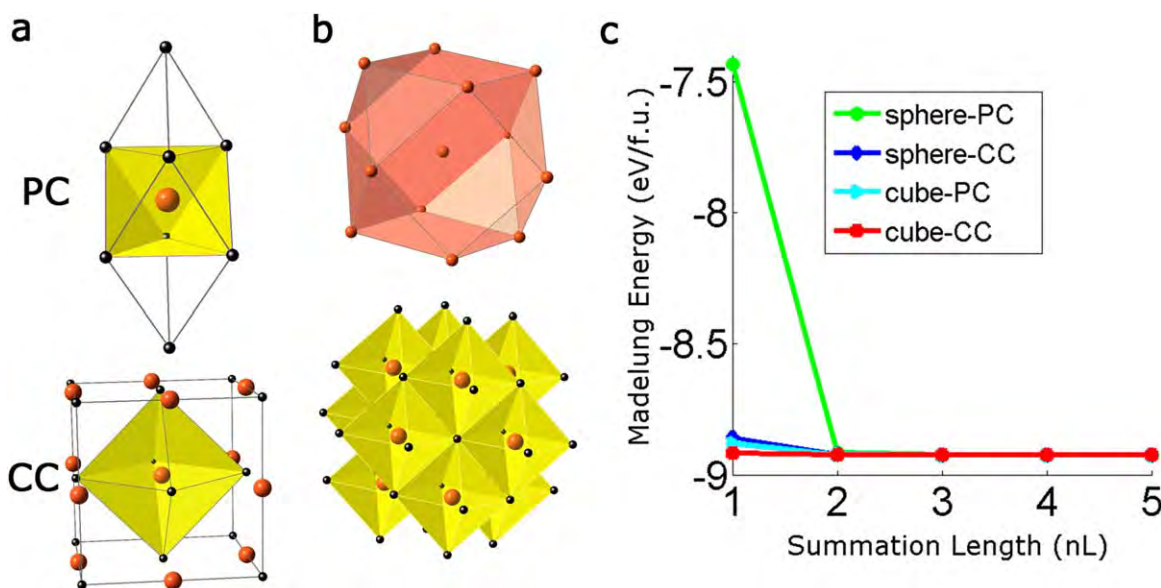 a
b
c
PC
CC
Madelung Energy (eV/f.u.)
-7.5
-8
-8.5
-9
sphere-PC
sphere-CC
cube-PC
cube-CC
1 2 3 4 5
Summation Length (nL)